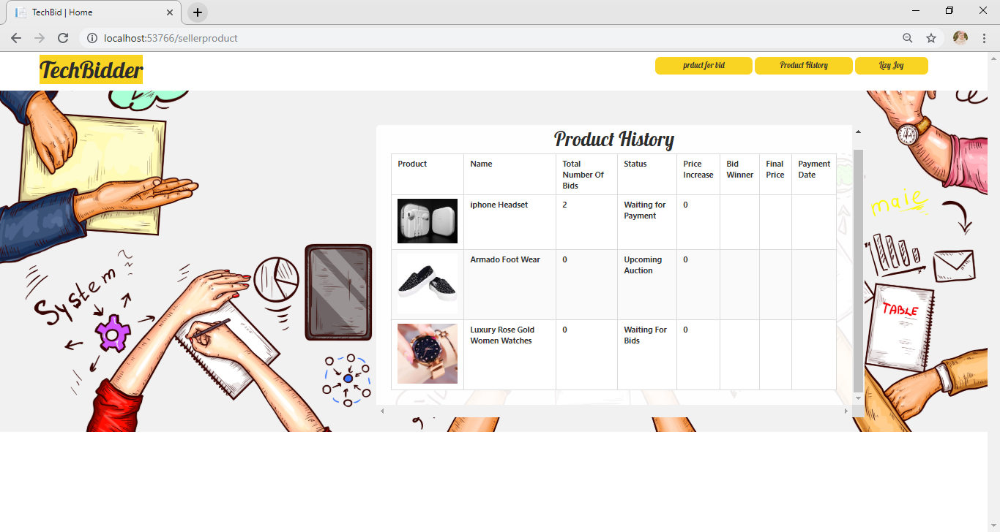 TechBid | Home
localhost:53766/sellerproduct
TechBidder
prduct for bid
Product History
Lizy Joy
Product History
Product
Name
Total
Number Of
Bids
Status
Price
Increase
Bid
Winner
Final
Price
Payment
Date
iphone Headset
2
Waiting for
Payment
0
Armado Foot Wear
0
Upcoming
Auction
0
Luxury Rose Gold
Women Watches
0
Waiting For
Bids
0
System
maie
TABLE